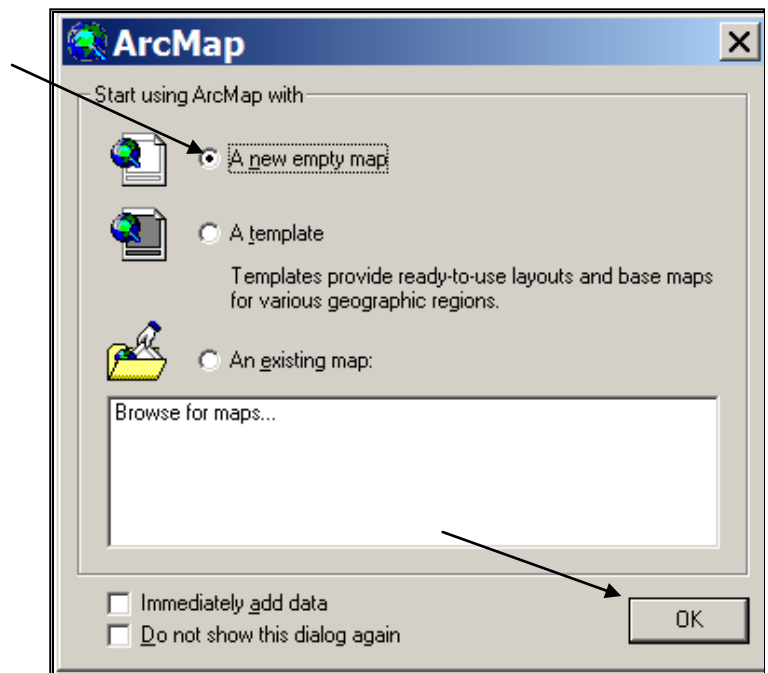 ArcMap
Start using ArcMap with
A new empty map
A template
Templates provide ready-to-use layouts and base maps
for various geographic regions.
An existing map:
Browse for maps...
Immediately add data
Do not show this dialog again
OK